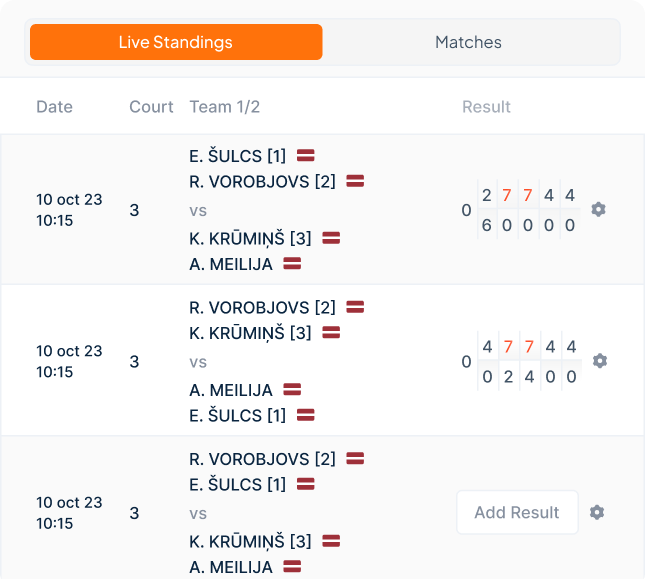 Live Standings Matches
Date Court Team 1/2 Result
E. ŠULCS [1]
R. VOROBJOVS [2]
10 oct 23
10:15
3
vs
K. KRŪMIŅŠ [3]
A. MEILIJA
0
2 7 7 4 4
6 0 0 0 0
R. VOROBJOVS [2]
K. KRŪMIŅŠ [3]
10 oct 23
10:15
3
vs
A. MEILIJA
E. ŠULCS [1]
0
4 7 7 4 4
0 2 4 0 0
R. VOROBJOVS [2]
E. ŠULCS [1]
10 oct 23
10:15
3
vs
K. KRŪMIŅŠ [3]
A. MEILIJA
Add Result